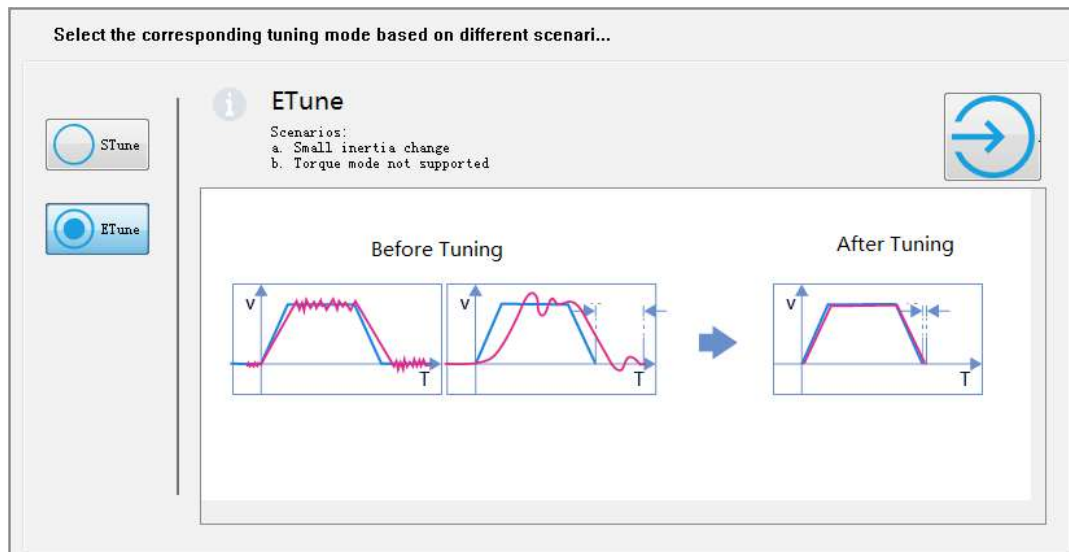 Select the corresponding tuning mode based on different scenari...
STune
ETune
ETune
Scenarios:
a. Small inertia change
b. Torque mode not supported
Before Tuning
After Tuning
V
T
V
T
V
T